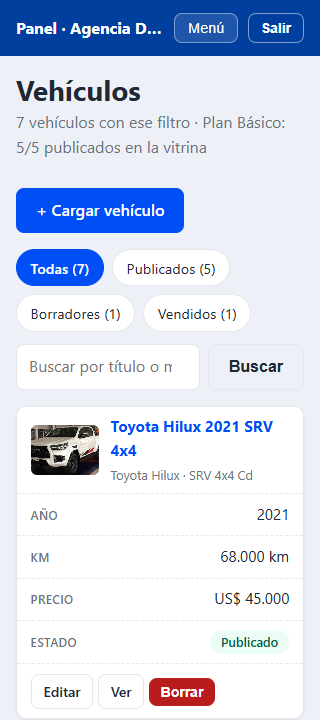 Panel · Agencia D...
Menú
Salir
Vehículos
7 vehículos con ese filtro · Plan Básico:
5/5 publicados en la vitrina
+ Cargar vehículo
Todas (7)
Publicados (5)
Borradores (1)
Vendidos (1)
Buscar por título o m
Buscar
Toyota Hilux 2021 SRV
4x4
Toyota Hilux · SRV 4x4 Cd
AÑO
2021
KM
68.000 km
PRECIO
US$ 45.000
ESTADO
Publicado
Editar
Ver
Borrar